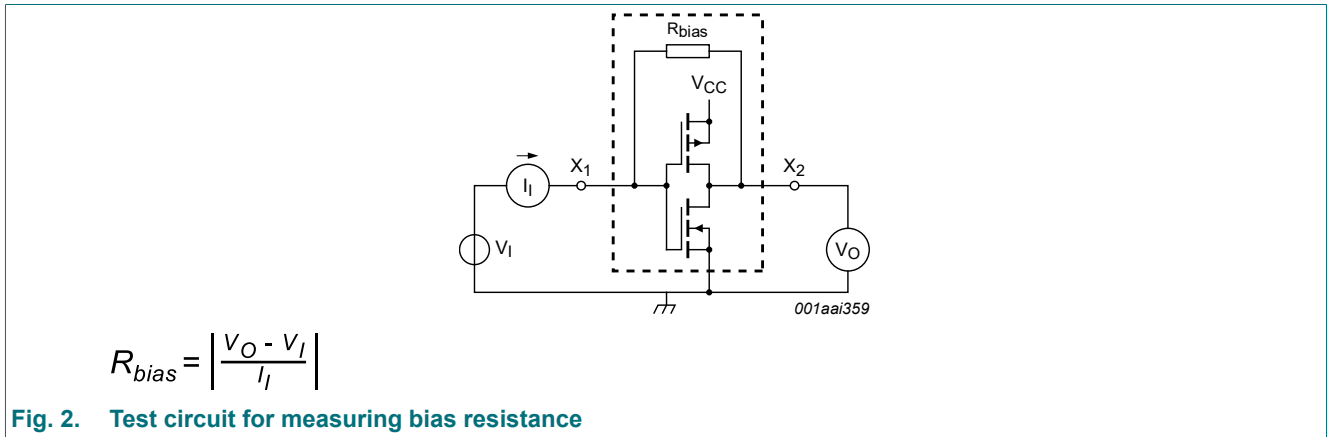 Rbias
VCC
X1
X2
II
VI
VO
001aai359
Rbias = | VO - VI / II |
Fig. 2. Test circuit for measuring bias resistance